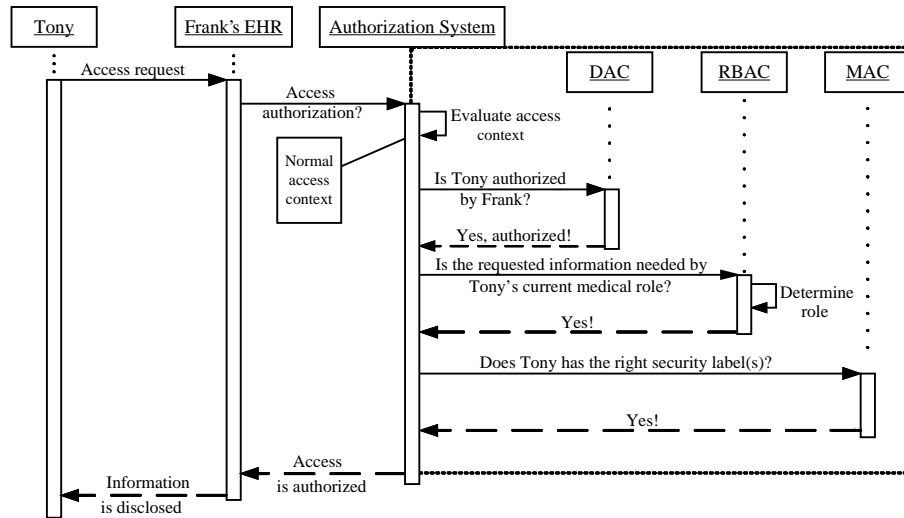 Tony
Frank's EHR
Authorization System
DAC
RBAC
MAC
Access request
Access
authorization?
Evaluate access
context
Normal
access
context
Is Tony authorized
by Frank?
Yes, authorized!
Is the requested information needed by
Tony's current medical role?
Determine
role
Yes!
Does Tony has the right security label(s)?
Yes!
Access
is authorized
Information
is disclosed